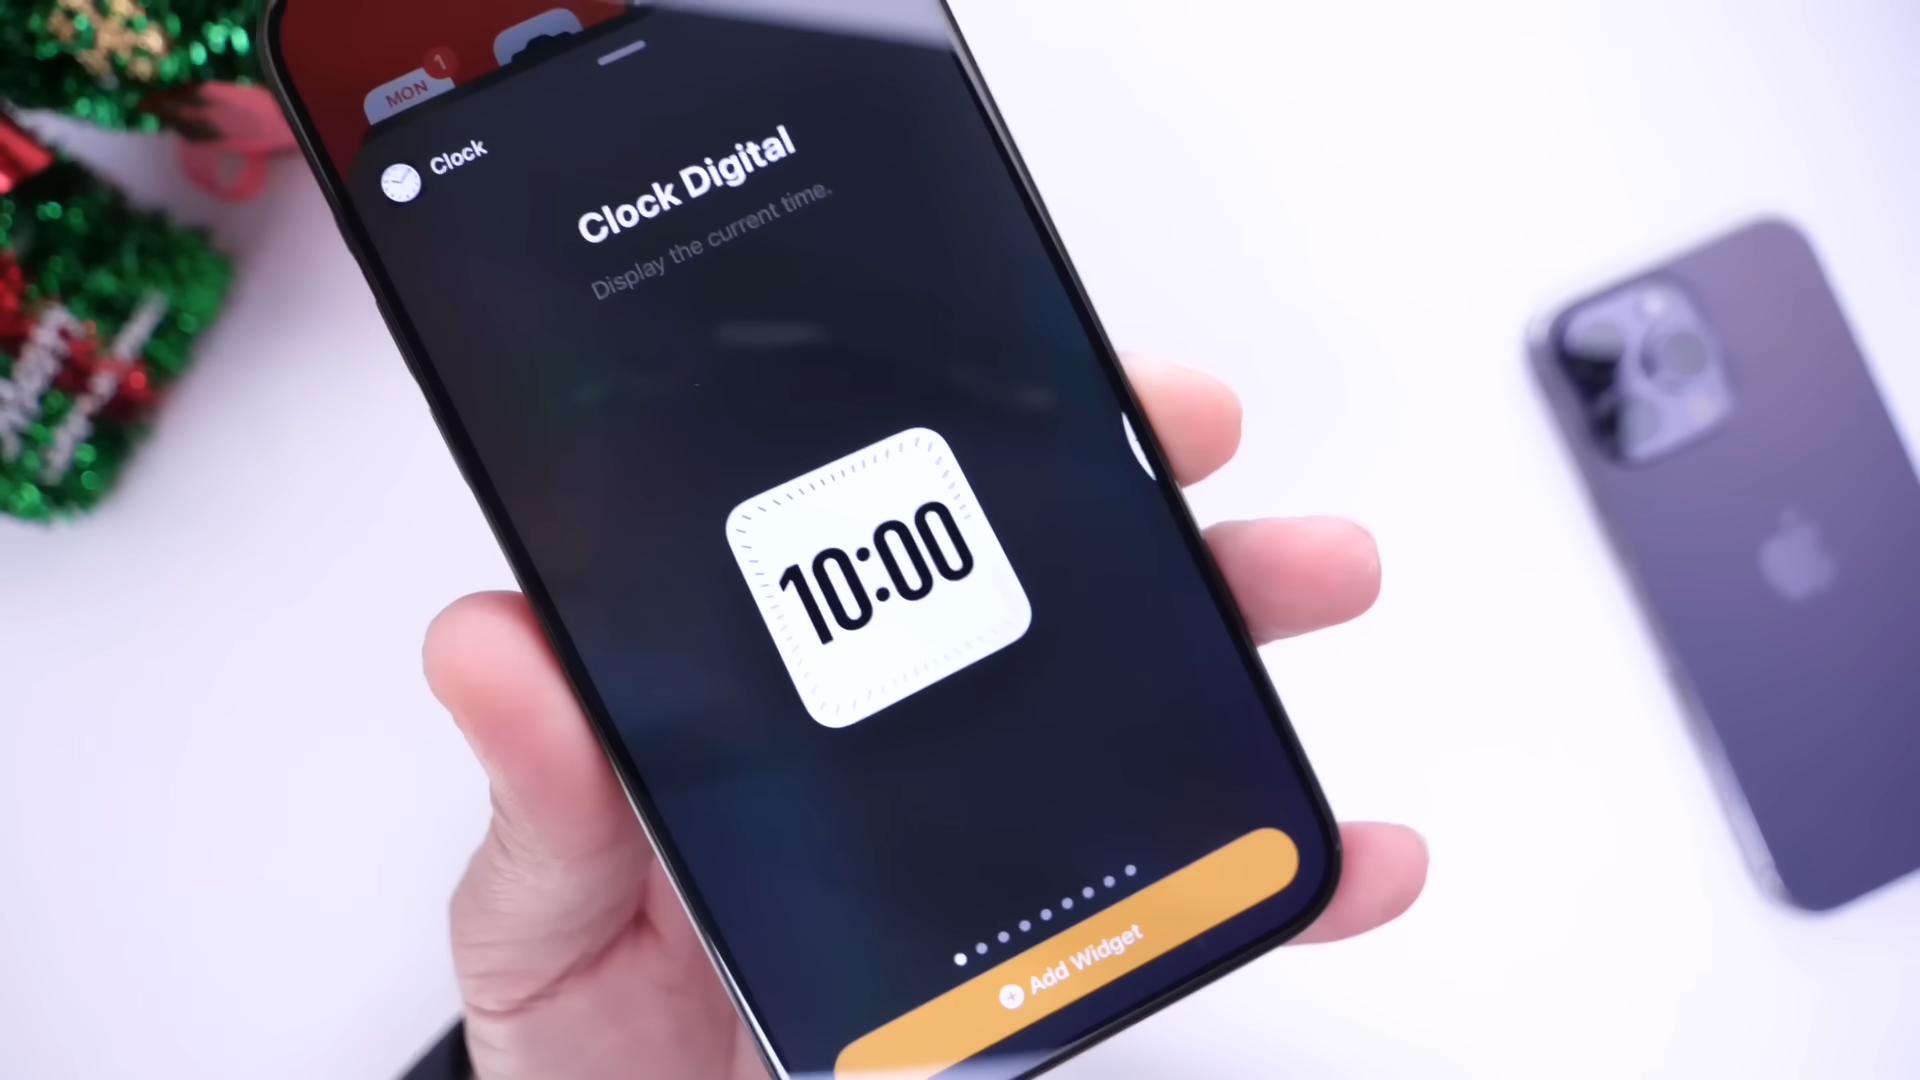 1
MON
Clock
Clock Digital
Display the current time.
10:00
Add Widget